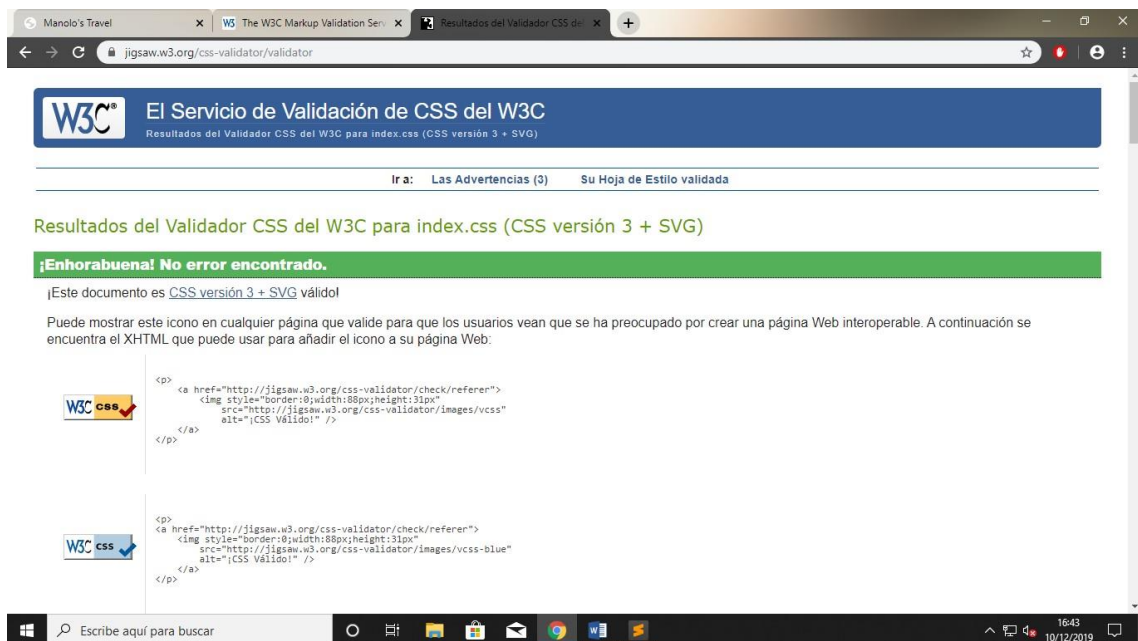 Manolo's Travel
W3 The W3C Markup Validation Serv
Resultados del Validador CSS del
jigsaw.w3.org/css-validator/validator
W3C®
El Servicio de Validación de CSS del W3C
Resultados del Validador CSS del W3C para index.css (CSS versión 3 + SVG)
Ir a: Las Advertencias (3) Su Hoja de Estilo validada
Resultados del Validador CSS del W3C para index.css (CSS versión 3 + SVG)
¡Enhorabuena! No error encontrado.
¡Este documento es CSS versión 3 + SVG válido!
Puede mostrar este icono en cualquier página que valide para que los usuarios vean que se ha preocupado por crear una página Web interoperable. A continuación se
encuentra el XHTML que puede usar para añadir el icono a su página Web:
W3C css
<p>
<a href="http://jigsaw.w3.org/css-validator/check/referer">
<img style="border:0;width:88px;height:31px"
src="http://jigsaw.w3.org/css-validator/images/vcss"
alt="¡CSS Válido!" />
</a>
</p>
W3C css
<p>
<a href="http://jigsaw.w3.org/css-validator/check/referer">
<img style="border:0;width:88px;height:31px"
src="http://jigsaw.w3.org/css-validator/images/vcss-blue"
alt="¡CSS Válido!" />
</a>
</p>
Escribe aquí para buscar
16:43
10/12/2019